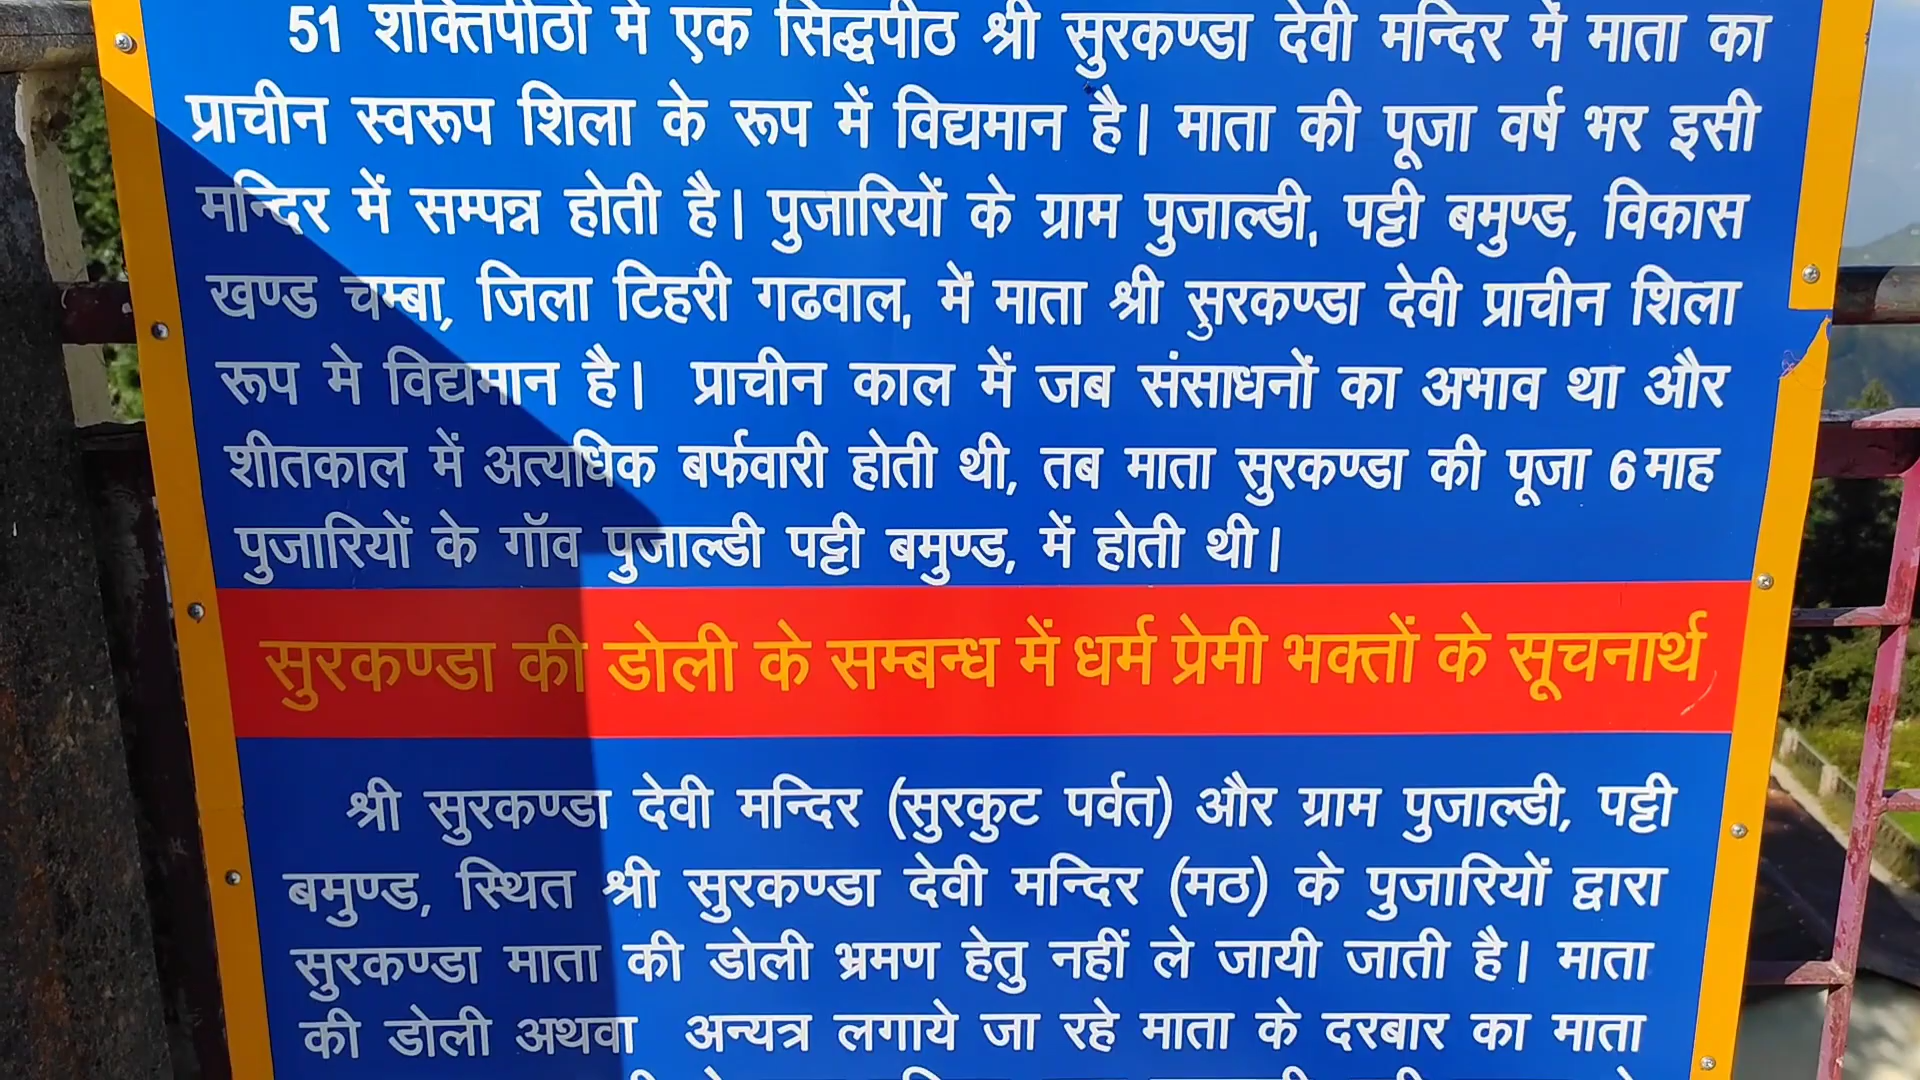 51 शक्तिपीठो मे एक सिद्धपीठ श्री सुरकण्डा देवी मन्दिर में माता का
प्राचीन स्वरूप शिला के रूप में विद्यमान है। माता की पूजा वर्ष भर इसी
मन्दिर में सम्पन्न होती है। पुजारियों के ग्राम पुजाल्डी, पट्टी बमुण्ड, विकास
खण्ड चम्बा, जिला टिहरी गढवाल, में माता श्री सुरकण्डा देवी प्राचीन शिला
रूप मे विद्यमान है। प्राचीन काल में जब संसाधनों का अभाव था और
शीतकाल में अत्यधिक बर्फवारी होती थी, तब माता सुरकण्डा की पूजा 6 माह
पुजारियों के गॉव पुजाल्डी पट्टी बमुण्ड, में होती थी।
सुरकण्डा की डोली के सम्बन्ध में धर्म प्रेमी भक्तों के सूचनार्थ
श्री सुरकण्डा देवी मन्दिर (सुरकुट पर्वत) और ग्राम पुजाल्डी, पट्टी
बमुण्ड, स्थित श्री सुरकण्डा देवी मन्दिर (मठ) के पुजारियों द्वारा
सुरकण्डा माता की डोली भ्रमण हेतु नहीं ले जायी जाती है। माता
की डोली अथवा अन्यत्र लगाये जा रहे माता के दरबार का माता